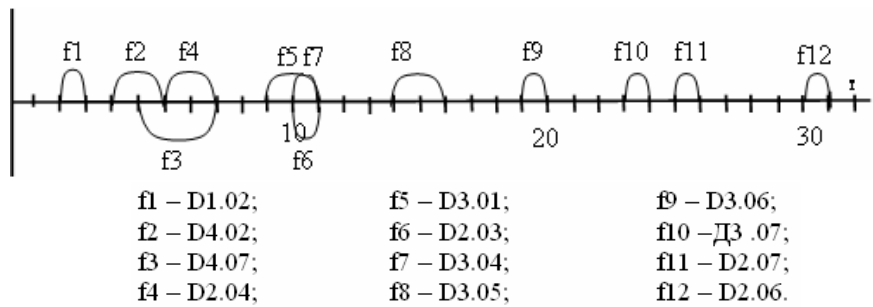 f1 f2 f4 f5 f7 f8 f9 f10 f11 f12
10 20 30
f3 f6
f1 – D1.02; f5 – D3.01; f9 – D3.06;
f2 – D4.02; f6 – D2.03; f10 –Д3 .07;
f3 – D4.07; f7 – D3.04; f11 – D2.07;
f4 – D2.04; f8 – D3.05; f12 – D2.06.